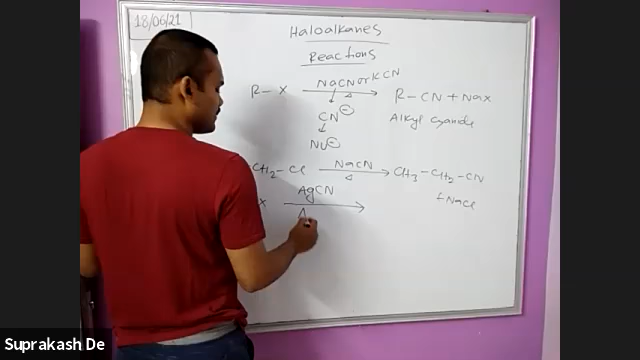 18/06/21
Haloalkanes
Reactions
R - X NaCN or KCN Δ R - CN + NaX
CN⊖ Alkyl Cyanide
Nu⊖
CH2 - Cl NaCN Δ CH3 - CH2 - CN
+ NaCl
X AgCN Δ
Suprakash De